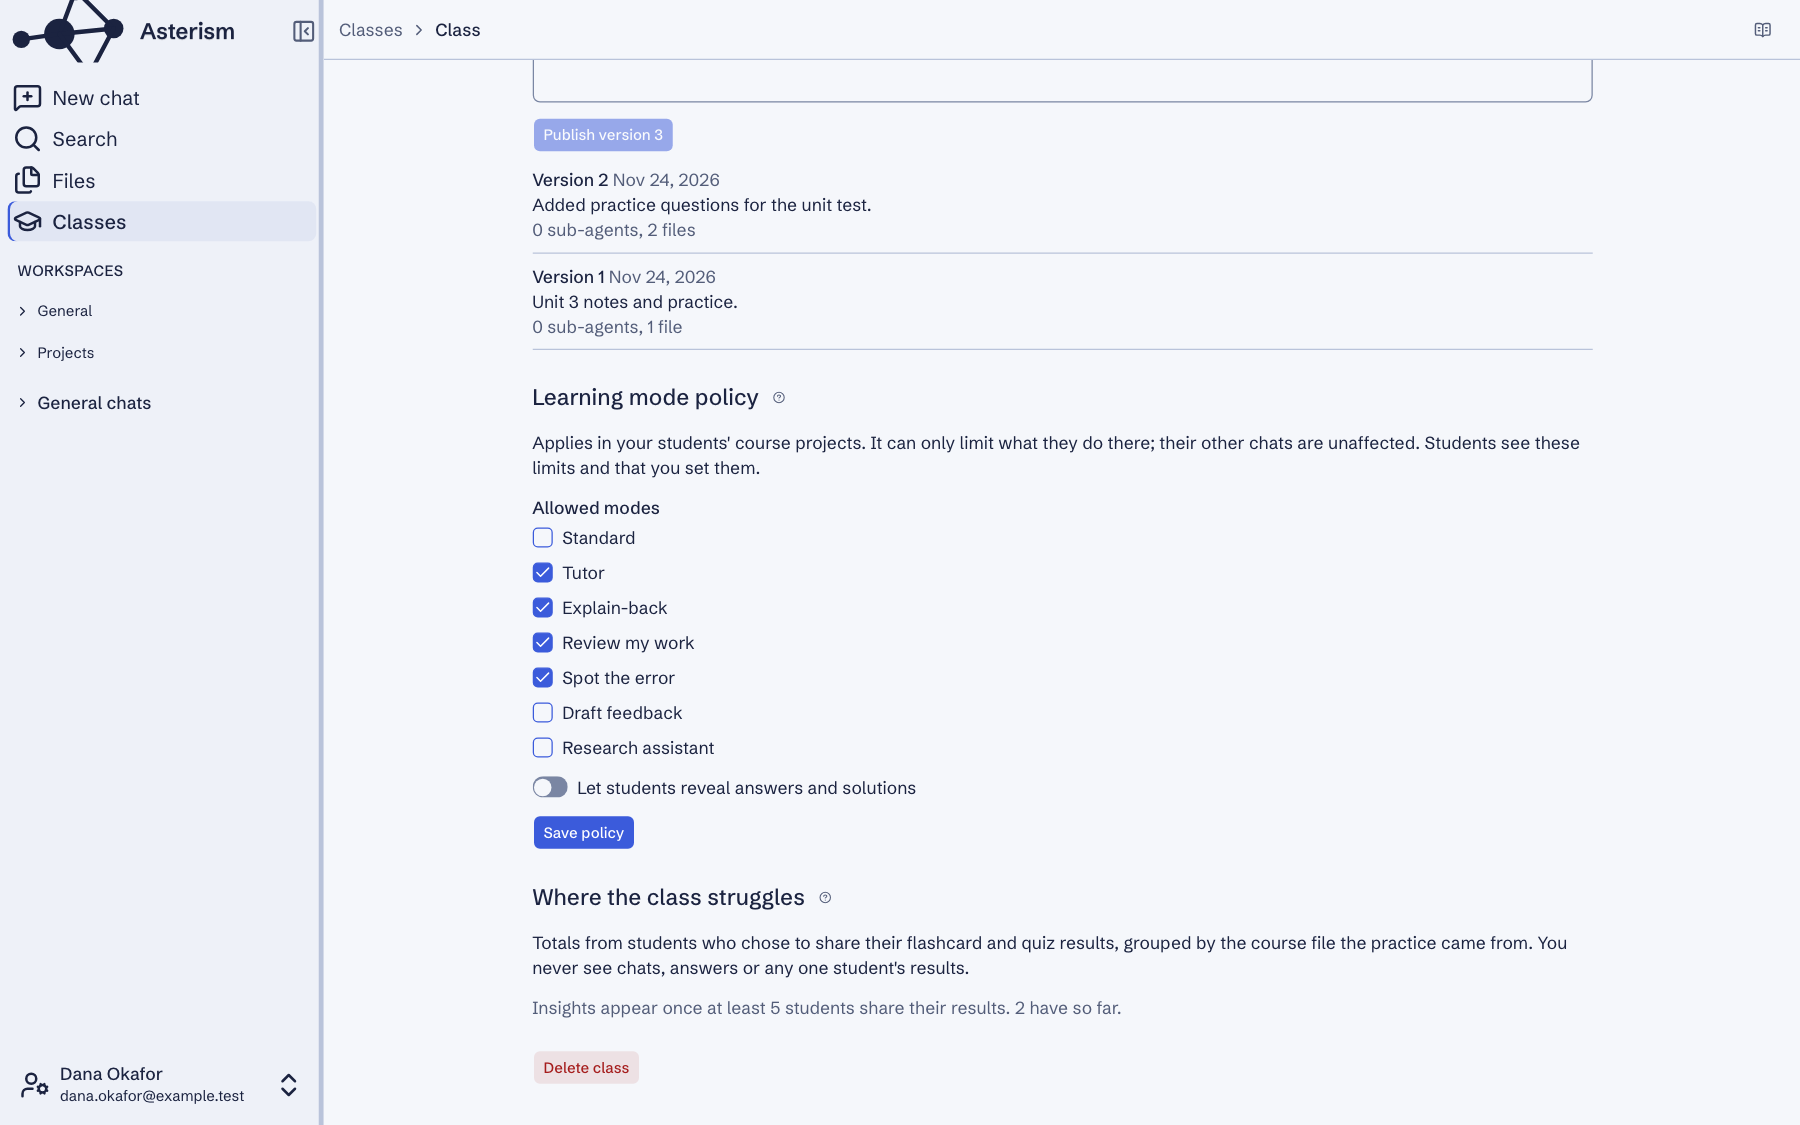 Asterism
Classes > Class
New chat
Search
Files
Classes
WORKSPACES
General
Projects
General chats
Dana Okafor
dana.okafor@example.test
Publish version 3
Version 2 Nov 24, 2026
Added practice questions for the unit test.
0 sub-agents, 2 files
Version 1 Nov 24, 2026
Unit 3 notes and practice.
0 sub-agents, 1 file
Learning mode policy
Applies in your students' course projects. It can only limit what they do there; their other chats are unaffected. Students see these
limits and that you set them.
Allowed modes
Standard
Tutor
Explain-back
Review my work
Spot the error
Draft feedback
Research assistant
Let students reveal answers and solutions
Save policy
Where the class struggles
Totals from students who chose to share their flashcard and quiz results, grouped by the course file the practice came from. You
never see chats, answers or any one student's results.
Insights appear once at least 5 students share their results. 2 have so far.
Delete class